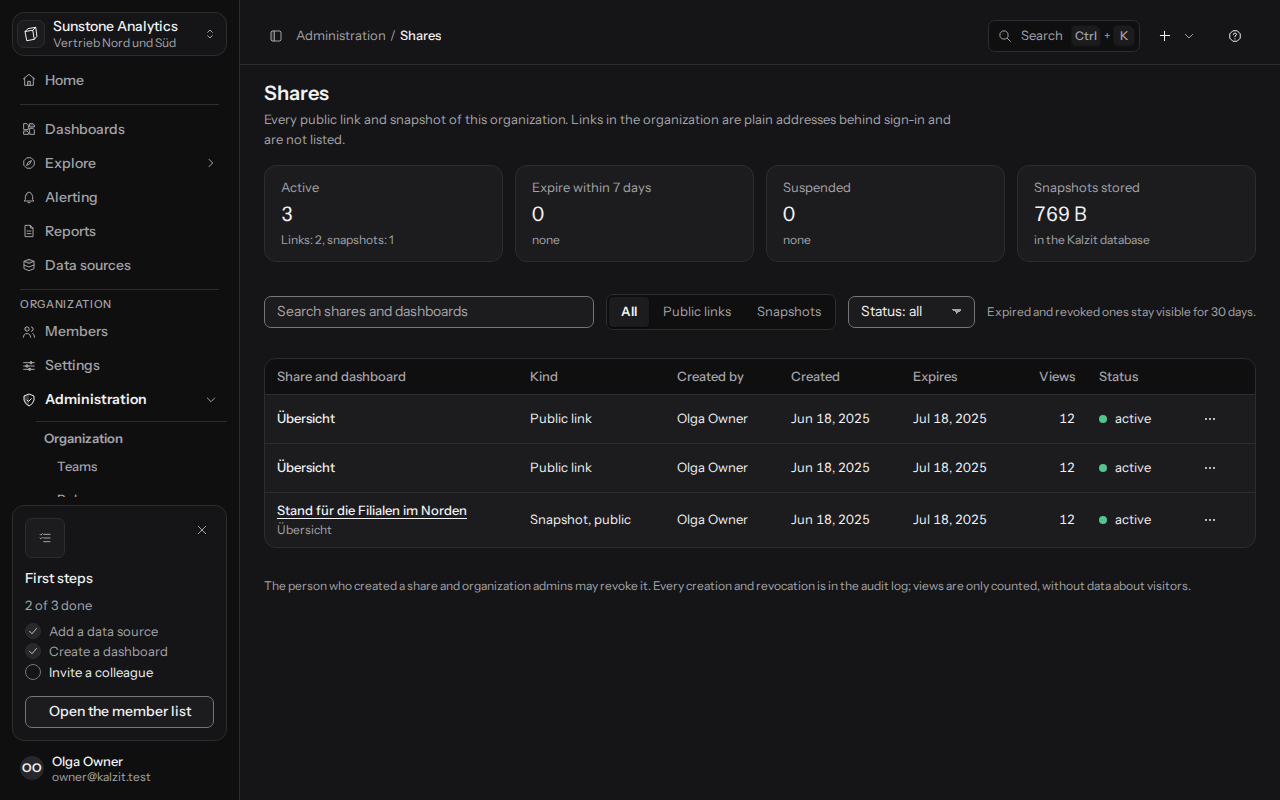 Sunstone Analytics
Vertrieb Nord und Süd
Home
Dashboards
Explore
Alerting
Reports
Data sources
ORGANIZATION
Members
Settings
Administration
Organization
Teams
First steps
2 of 3 done
Add a data source
Create a dashboard
Invite a colleague
Open the member list
OO
Olga Owner
owner@kalzit.test
Administration / Shares
Search Ctrl + K
Shares
Every public link and snapshot of this organization. Links in the organization are plain addresses behind sign-in and
are not listed.
Active
3
Links: 2, snapshots: 1
Expire within 7 days
0
none
Suspended
0
none
Snapshots stored
769 B
in the Kalzit database
Search shares and dashboards
All Public links Snapshots
Status: all
Expired and revoked ones stay visible for 30 days.
Share and dashboard Kind Created by Created Expires Views Status
Übersicht Public link Olga Owner Jun 18, 2025 Jul 18, 2025 12 active
Übersicht Public link Olga Owner Jun 18, 2025 Jul 18, 2025 12 active
Stand für die Filialen im Norden Snapshot, public Olga Owner Jun 18, 2025 Jul 18, 2025 12 active
Übersicht
The person who created a share and organization admins may revoke it. Every creation and revocation is in the audit log; views are only counted, without data about visitors.